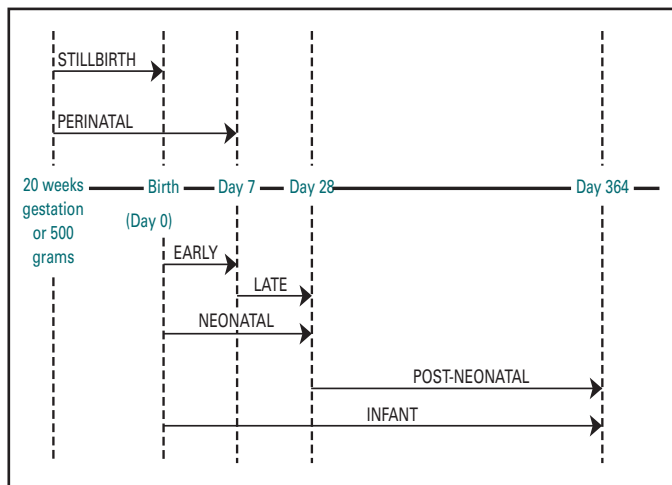 STILLBIRTH
PERINATAL
20 weeks gestation or 500 grams
Birth (Day 0)
Day 7
Day 28
Day 364
EARLY
LATE
NEONATAL
POST-NEONATAL
INFANT